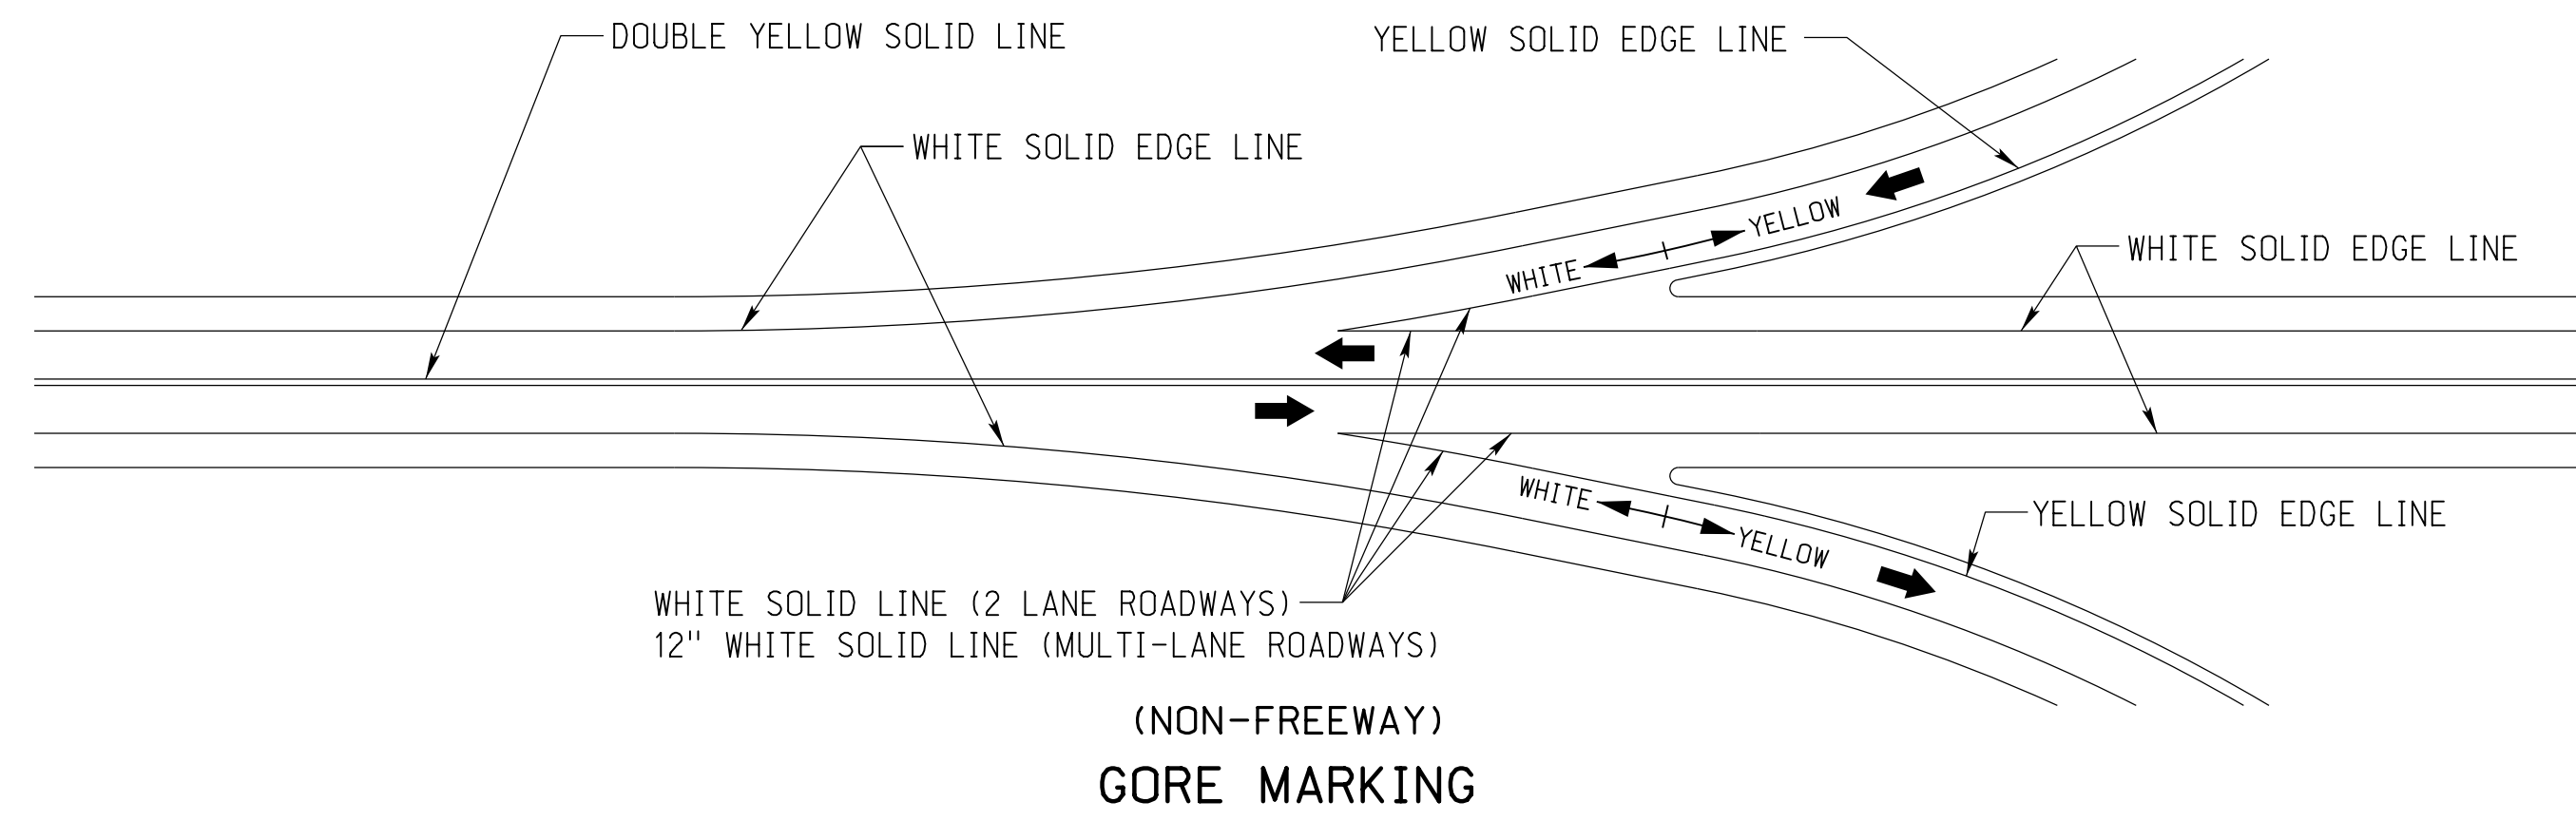 DOUBLE YELLOW SOLID LINE
YELLOW SOLID EDGE LINE
WHITE SOLID EDGE LINE
YELLOW
WHITE
WHITE SOLID EDGE LINE
WHITE
YELLOW
YELLOW SOLID EDGE LINE
WHITE SOLID LINE (2 LANE ROADWAYS)
12" WHITE SOLID LINE (MULTI-LANE ROADWAYS)
(NON-FREEWAY)
GORE MARKING